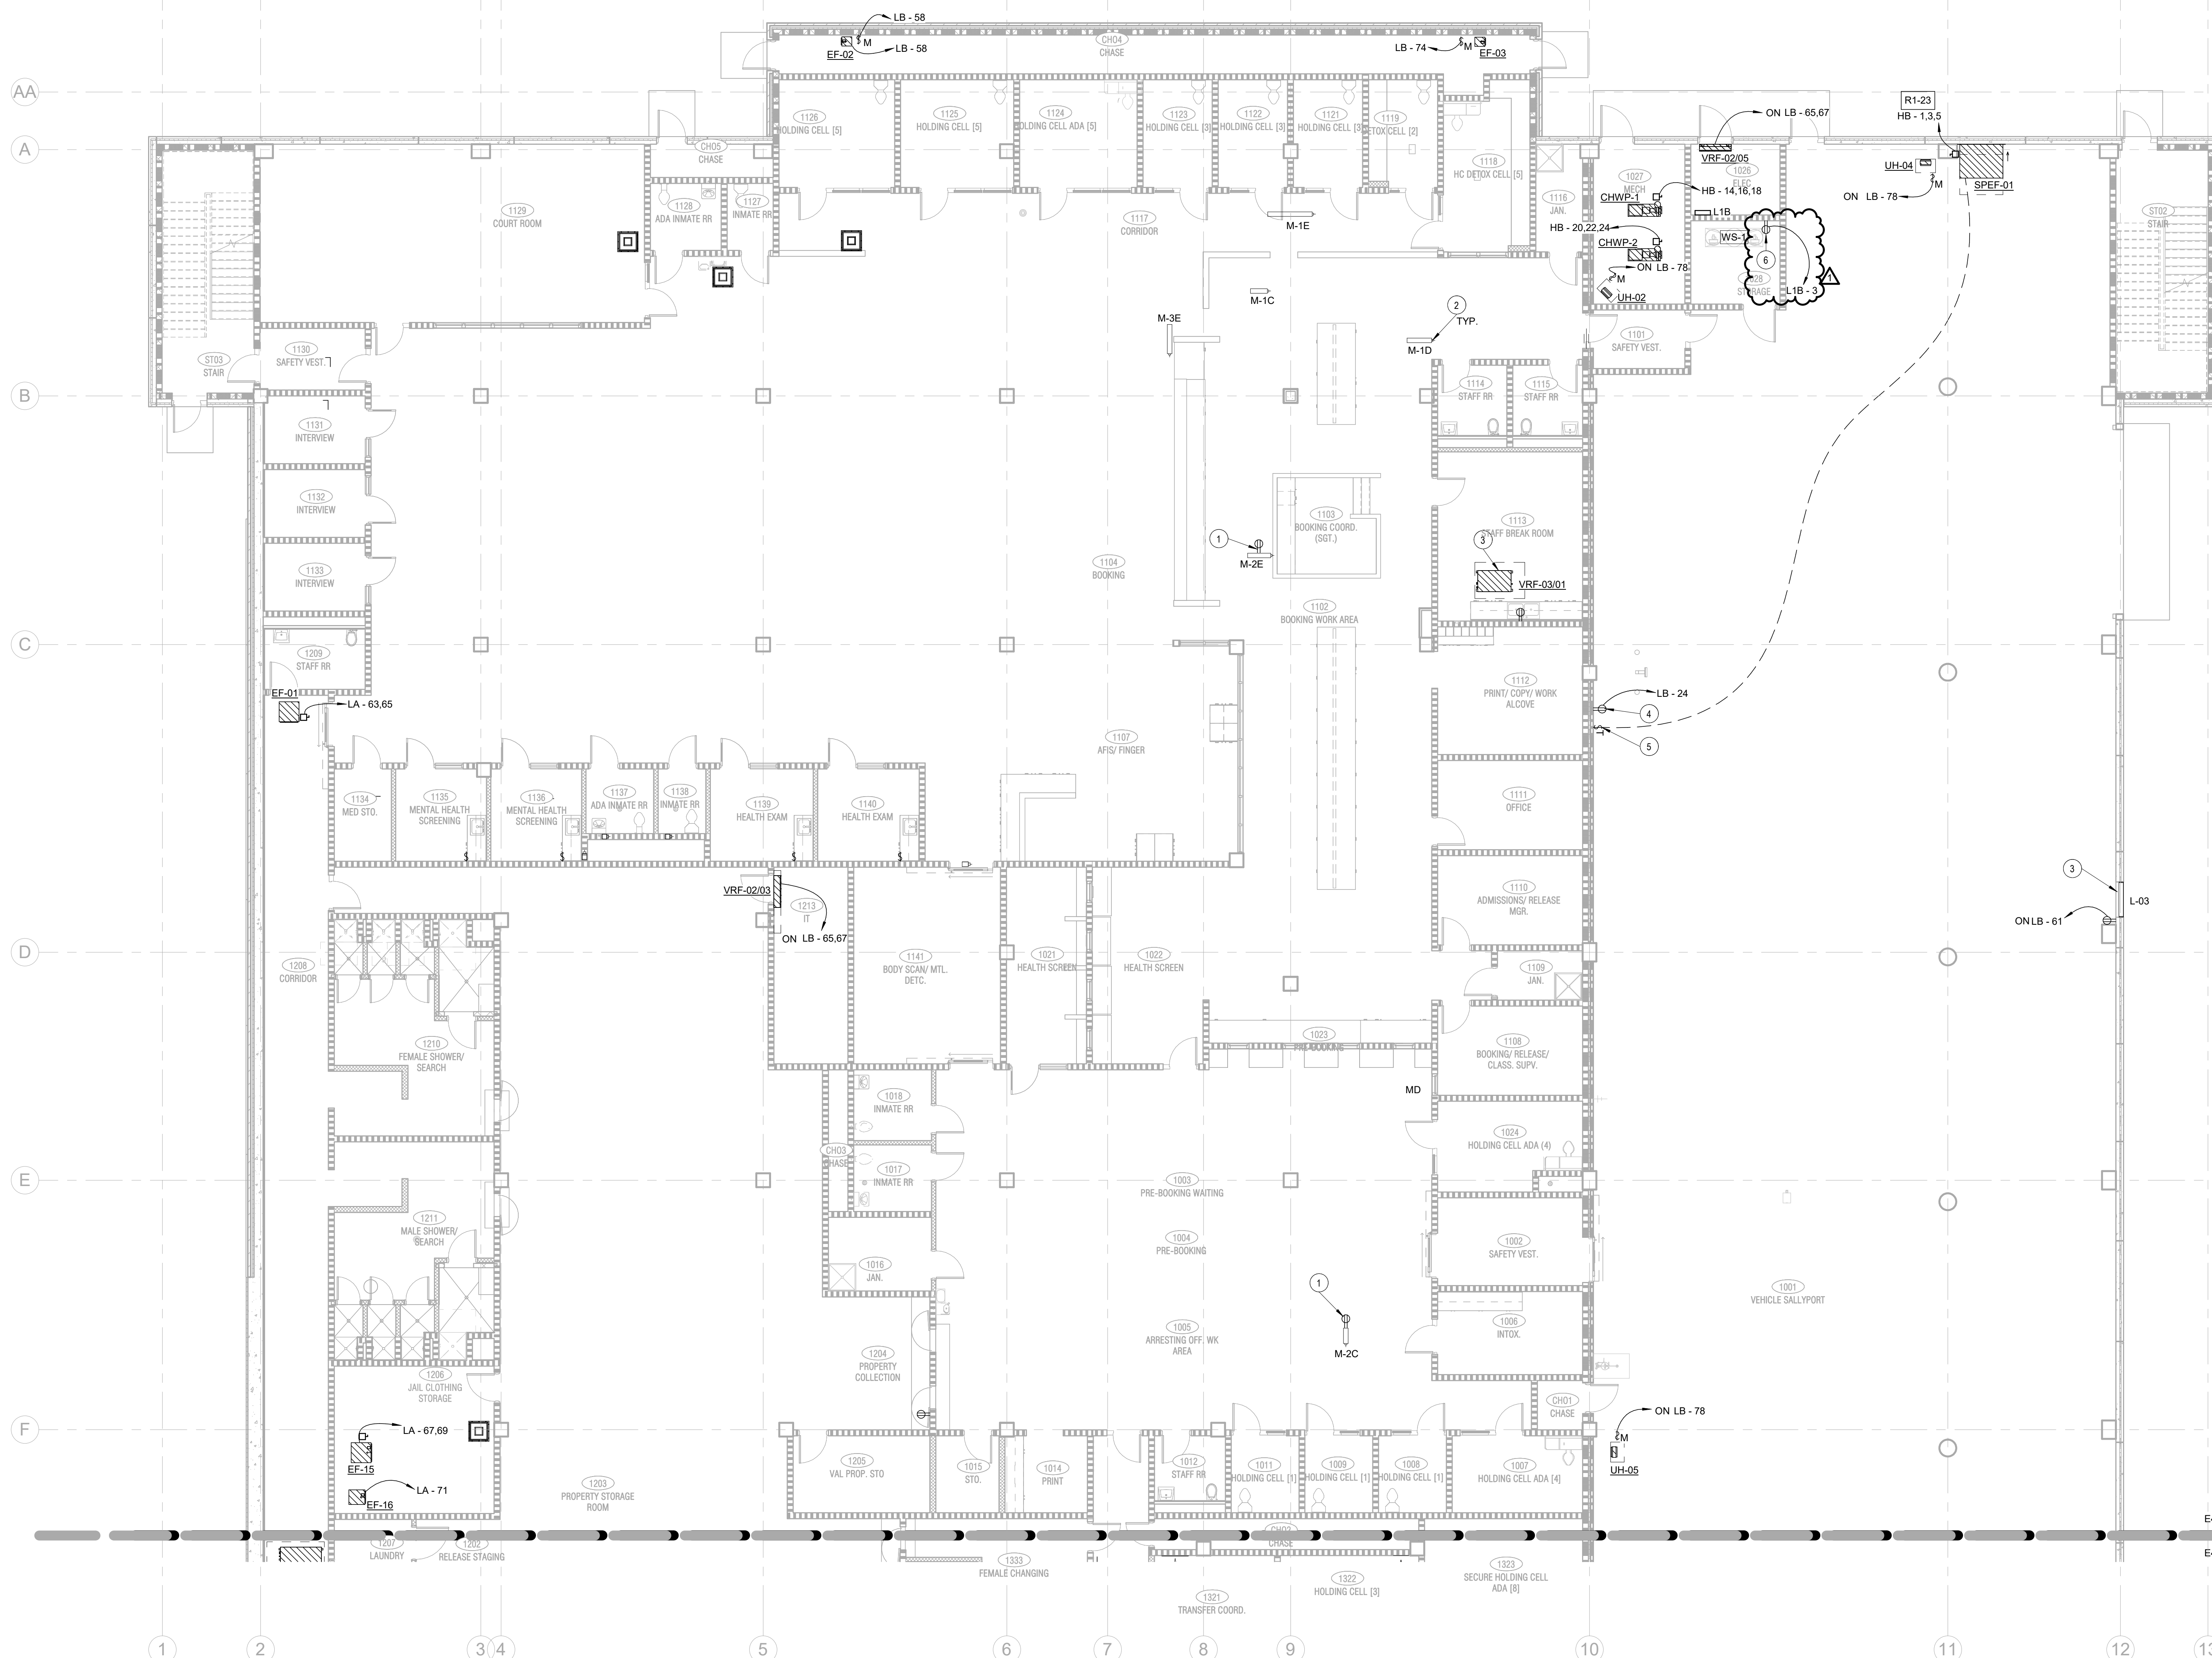 LB - 58
M
LB - 58
EF-02
CH04
CHASE
LB - 74
M
EF-03
AA
A
B
C
D
E
F
R1-23
HB - 1,3,5
ON LB - 65,67
VRF-02/05
1026
ELEC
UH-04
M
ON LB - 78
SPEF-01
1126
HOLDING CELL [5]
1125
HOLDING CELL [5]
1124
HOLDING CELL ADA [5]
1123
HOLDING CELL [3]
1122
HOLDING CELL [3]
1121
HOLDING CELL [3]
1119
DETOX CELL [2]
1118
HC DETOX CELL [5]
CH05
CHASE
1128
ADA INMATE RR
1127
INMATE RR
1129
COURT ROOM
1117
CORRIDOR
M-1E
1116
JAN.
1027
MECH
CHWP-1
HB - 14,16,18
L1B
HB - 20,22,24
CHWP-2
WS-1
6
1
1028
STORAGE
L1B - 3
ON LB - 78
M
UH-02
ST02
STAIR
M-1C
M-3E
2
TYP.
M-1D
1101
SAFETY VEST.
ST03
STAIR
1130
SAFETY VEST.
1114
STAFF RR
1115
STAFF RR
1131
INTERVIEW
1132
INTERVIEW
1133
INTERVIEW
1103
BOOKING COORD.
(SGT.)
1113
STAFF BREAK ROOM
3
VRF-03/01
1
M-2E
1104
BOOKING
1102
BOOKING WORK AREA
1209
STAFF RR
EF-01
LA - 63,65
1112
PRINT/ COPY/ WORK
ALCOVE
LB - 24
4
ST
5
1107
AFIS/ FINGER
1134
MED STO.
1135
MENTAL HEALTH
SCREENING
1136
MENTAL HEALTH
SCREENING
1137
ADA INMATE RR
1138
INMATE RR
1139
HEALTH EXAM
1140
HEALTH EXAM
$
$
$
$
1111
OFFICE
VRF-02/03
1213
IT
ON LB - 65,67
1110
ADMISSIONS/ RELEASE
MGR.
3
L-03
ON LB - 61
1208
CORRIDOR
1141
BODY SCAN/ MTL.
DETC.
1021
HEALTH SCREEN
1022
HEALTH SCREEN
1109
JAN.
1210
FEMALE SHOWER/
SEARCH
1023
PRE-BOOKING
1108
BOOKING/ RELEASE/
CLASS. SUPV.
MD
1018
INMATE RR
1024
HOLDING CELL ADA (4)
CH03
CHASE
1017
INMATE RR
1003
PRE-BOOKING WAITING
1211
MALE SHOWER/
SEARCH
1004
PRE-BOOKING
1002
SAFETY VEST.
1016
JAN.
1001
VEHICLE SALLYPORT
1
M-2C
1006
INTOX.
1005
ARRESTING OFF. WK
AREA
1204
PROPERTY
COLLECTION
1206
JAIL CLOTHING
STORAGE
CH01
CHASE
LA - 67,69
EF-15
LA - 71
EF-16
ON LB - 78
M
UH-05
1205
VAL PROP. STO
1015
STO.
1014
PRINT
1012
STAFF RR
1011
HOLDING CELL [1]
1009
HOLDING CELL [1]
1008
HOLDING CELL [1]
1007
HOLDING CELL ADA [4]
1203
PROPERTY STORAGE
ROOM
CH02
CHASE
1207
LAUNDRY
1202
RELEASE STAGING
1333
FEMALE CHANGING
1321
TRANSFER COORD.
1322
HOLDING CELL [3]
1323
SECURE HOLDING CELL
ADA [8]
1 2 3 4 5 6 7 8 9 10 11 12 13